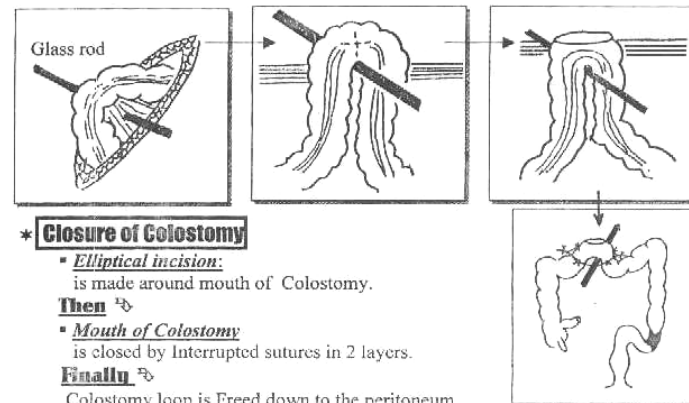 Glass rod
* Closure of Colostomy
▪ Elliptical incision:
is made around mouth of Colostomy.
Then
▪ Mouth of Colostomy
is closed by Interrupted sutures in 2 layers.
Finally
Colostomy loop is Freed down to the peritoneum